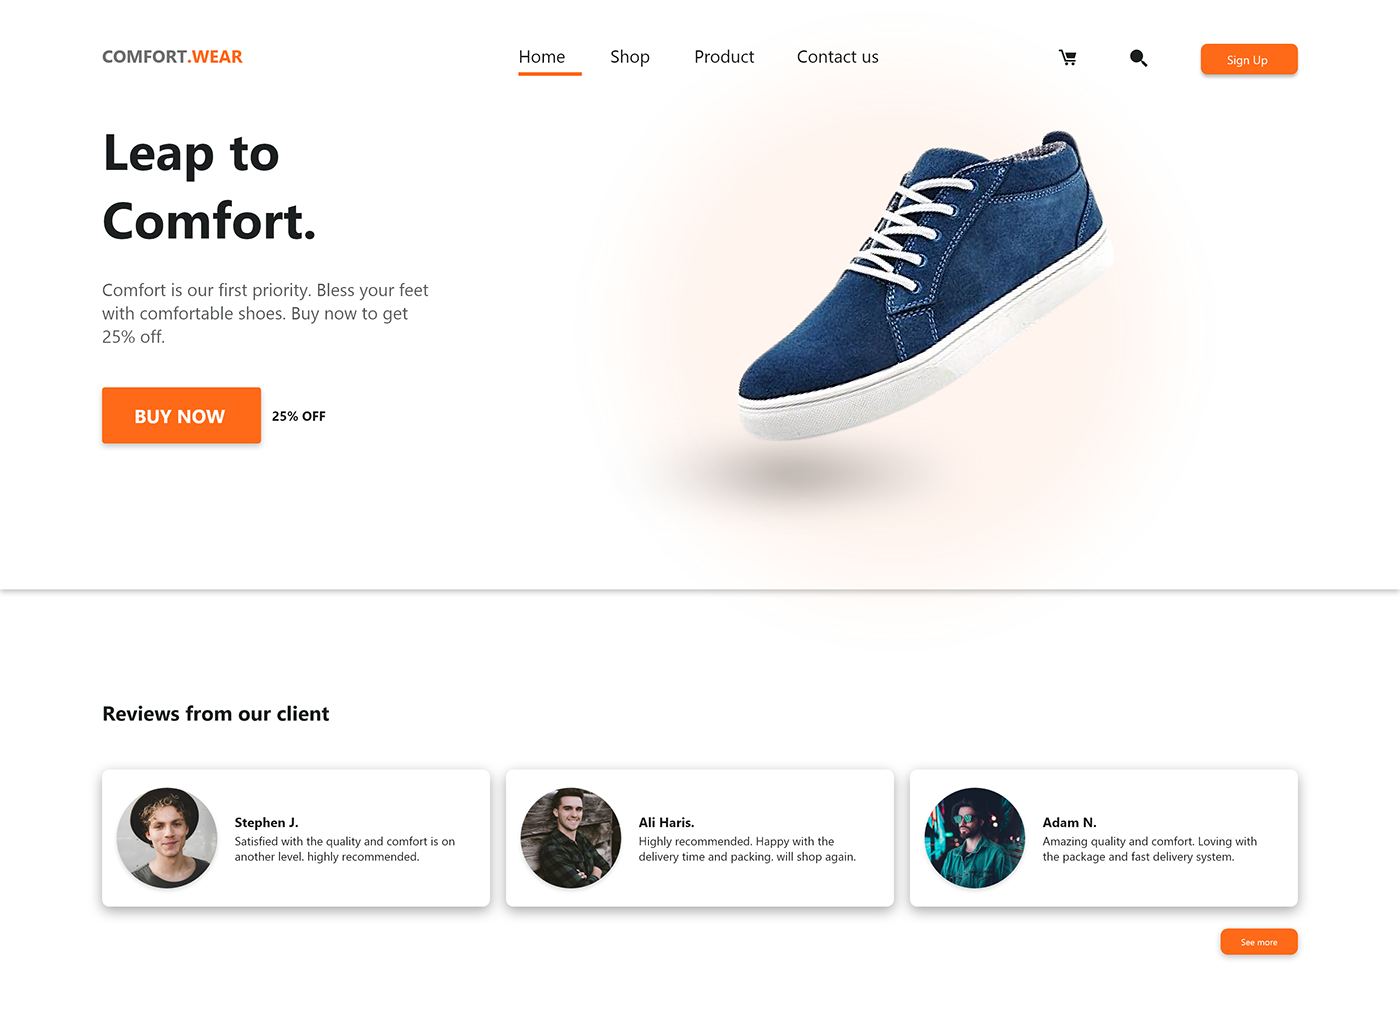 COMFORT.WEAR
Home Shop Product Contact us
Sign Up
Leap to
Comfort.
Comfort is our first priority. Bless your feet
with comfortable shoes. Buy now to get
25% off.
BUY NOW
25% OFF
Reviews from our client
Stephen J.
Satisfied with the quality and comfort is on
another level. highly recommended.
Ali Haris.
Highly recommended. Happy with the
delivery time and packing. will shop again.
Adam N.
Amazing quality and comfort. Loving with
the package and fast delivery system.
See more